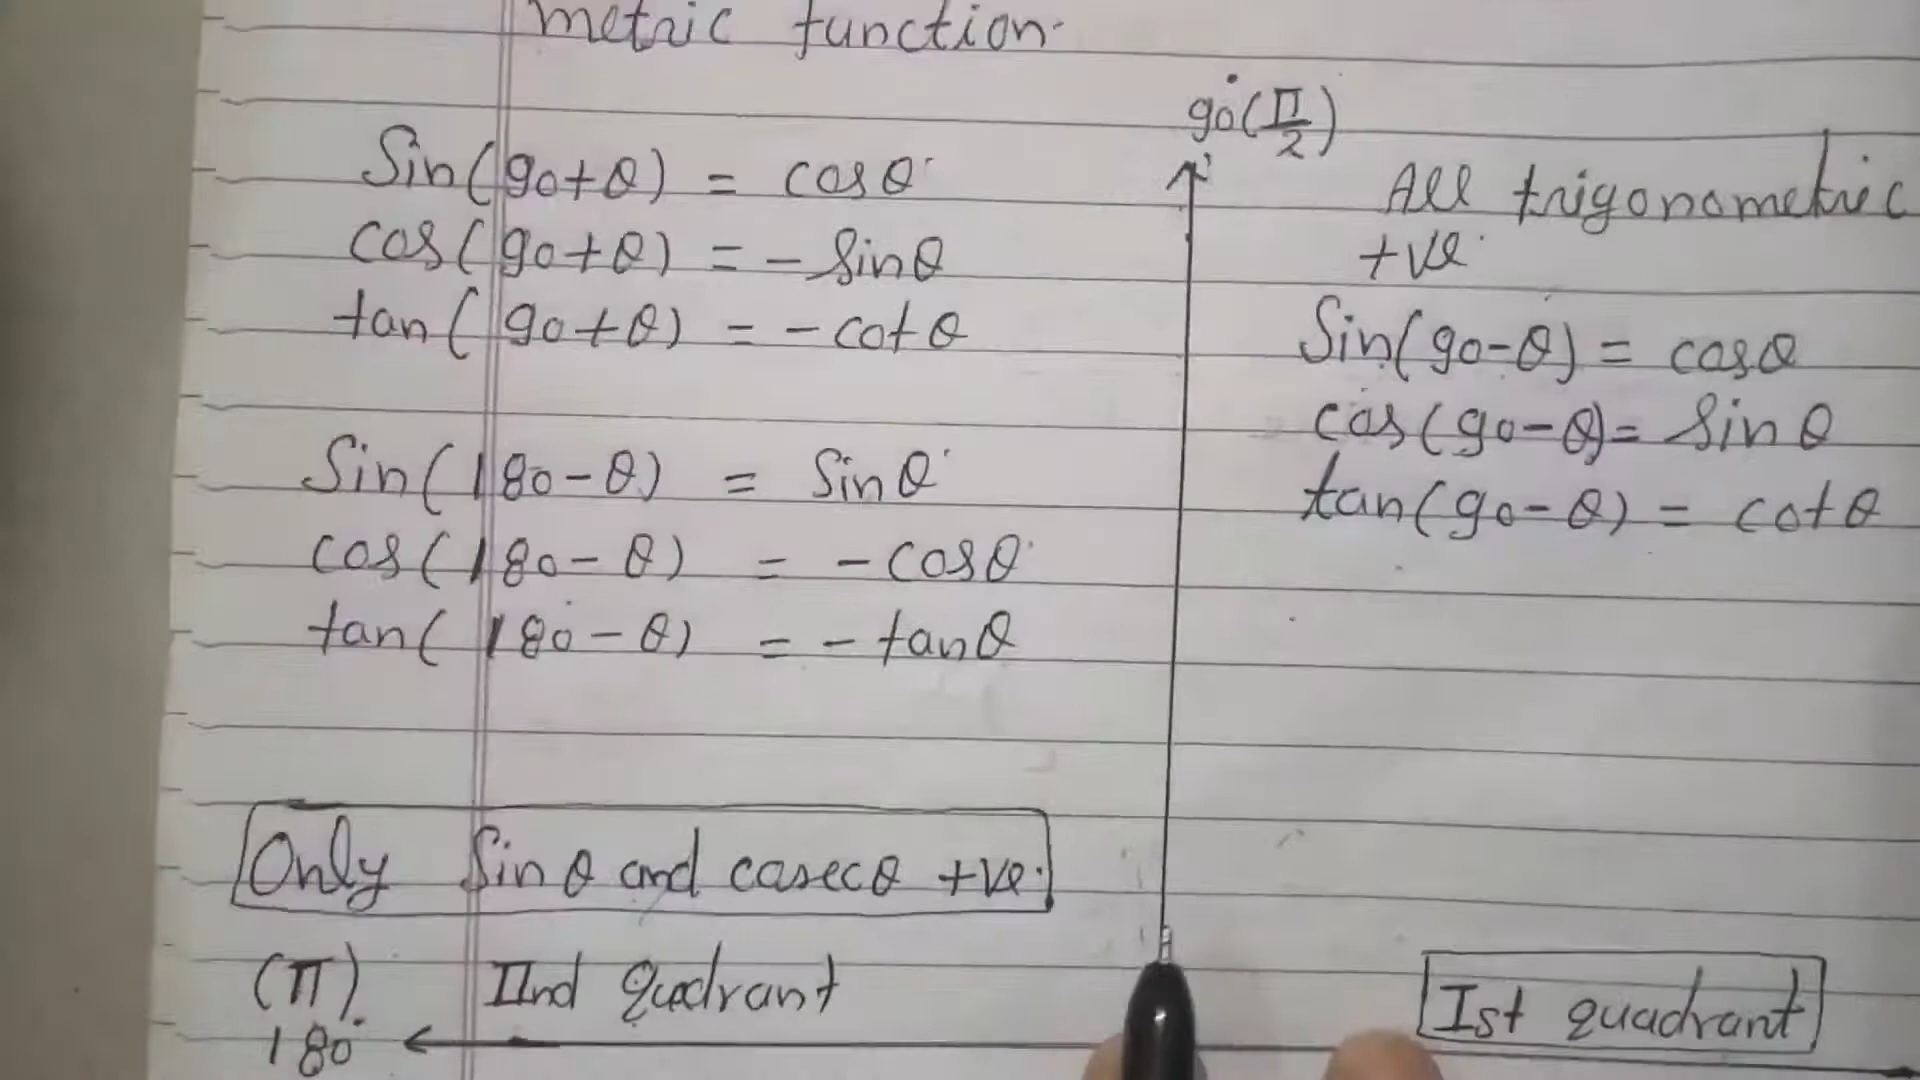 metric function.
Sin(90+θ) = cosθ
cos(90+θ) = - Sinθ
tan(90+θ) = - cotθ
Sin(180-θ) = Sinθ
cos(180-θ) = - cosθ
tan(180-θ) = - tanθ
Only Sinθ and cosecθ +ve.
(π) IInd Quadrant
180°
90°(π/2)
All trigonometric
+ve
Sin(90-θ) = cosθ
cos(90-θ) = Sinθ
tan(90-θ) = cotθ
Ist quadrant